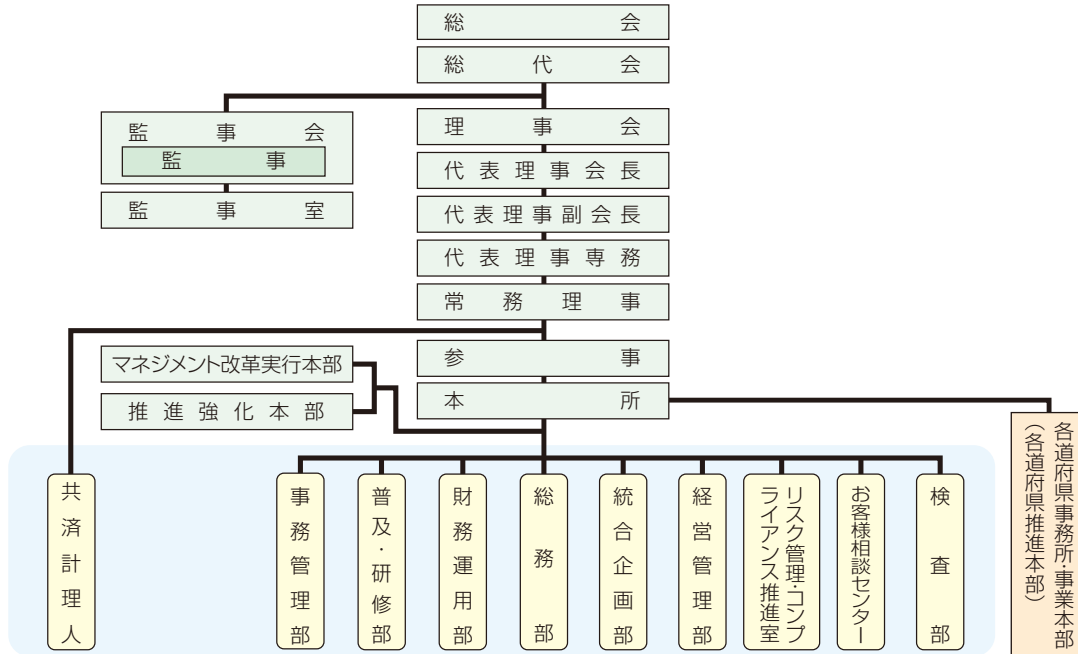 総会
総代会
監事会
監事
監事室
理事会
代表理事会長
代表理事副会長
代表理事専務
常務理事
参事
本所
マネジメント改革実行本部
推進強化本部
共済計理人
事務管理部
普及・研修部
財務運用部
総務部
統合企画部
経営管理部
リスク管理・コンプ
ライアンス推進室
お客様相談センター
検査部
各道府県事務所・事業本部
（各道府県推進本部）